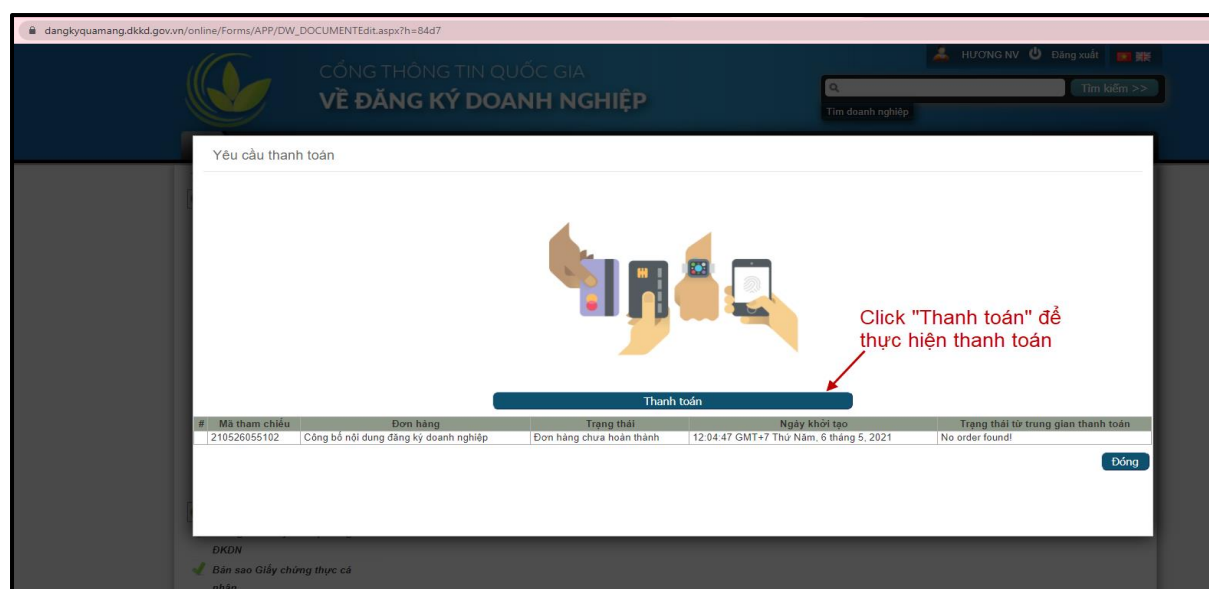 dangkyquamang.dkkd.gov.vn/online/Forms/APP/DW_DOCUMENTEdit.aspx?h=84d7
HƯƠNG NV Đăng xuất
CỔNG THÔNG TIN QUỐC GIA
VỀ ĐĂNG KÝ DOANH NGHIỆP
Tìm kiếm >>
Tìm doanh nghiệp
Yêu cầu thanh toán
Click "Thanh toán" để
thực hiện thanh toán
Thanh toán
# Mã tham chiếu Đơn hàng Trạng thái Ngày khởi tạo Trạng thái từ trung gian thanh toán
210526055102 Công bố nội dung đăng ký doanh nghiệp Đơn hàng chưa hoàn thành 12:04:47 GMT+7 Thứ Năm, 6 tháng 5, 2021 No order found!
Đóng
ĐKDN
Bản sao Giấy chứng thực cá
nhân